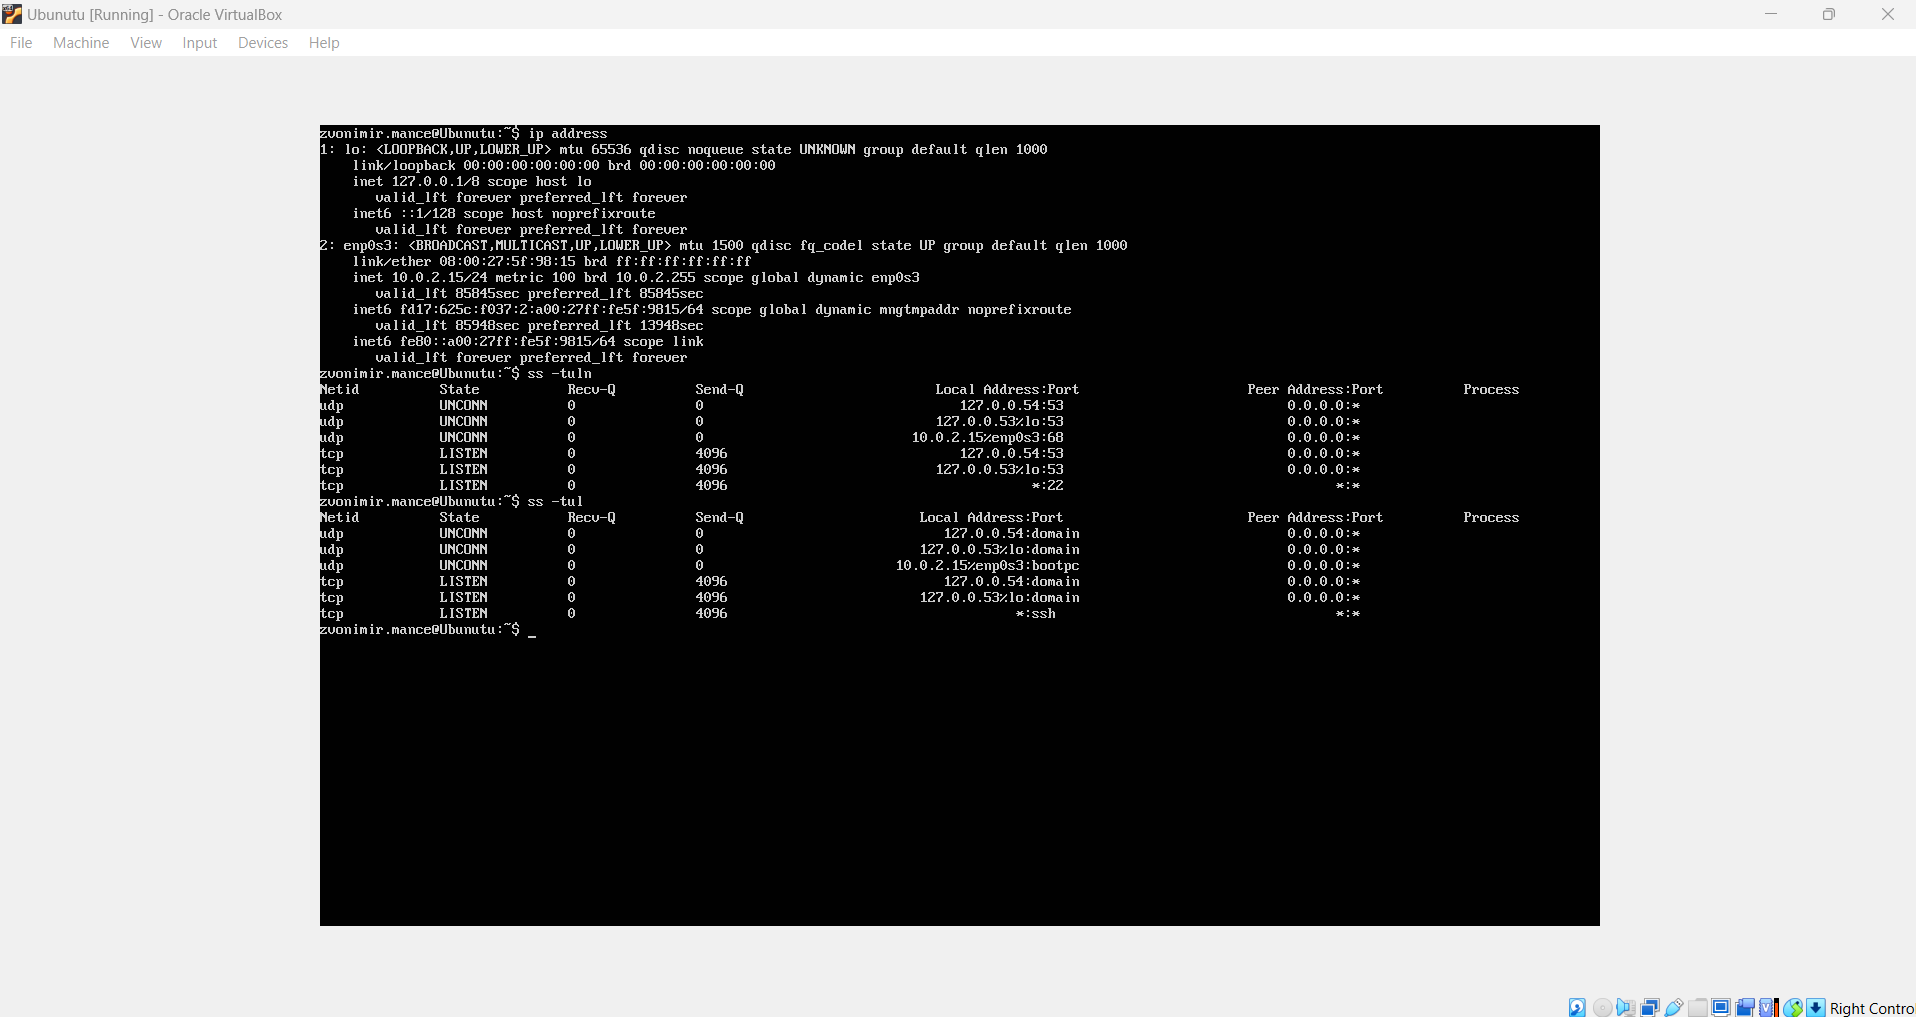 Ubunutu [Running] - Oracle VirtualBox
File Machine View Input Devices Help
zvonimir.mance@Ubunutu:~$ ip address
1: lo: <LOOPBACK,UP,LOWER_UP> mtu 65536 qdisc noqueue state UNKNOWN group default qlen 1000
link/loopback 00:00:00:00:00:00 brd 00:00:00:00:00:00
inet 127.0.0.1/8 scope host lo
valid_lft forever preferred_lft forever
inet6 ::1/128 scope host noprefixroute
valid_lft forever preferred_lft forever
2: enp0s3: <BROADCAST,MULTICAST,UP,LOWER_UP> mtu 1500 qdisc fq_codel state UP group default qlen 1000
link/ether 08:00:27:5f:98:15 brd ff:ff:ff:ff:ff:ff
inet 10.0.2.15/24 metric 100 brd 10.0.2.255 scope global dynamic enp0s3
valid_lft 85845sec preferred_lft 85845sec
inet6 fd17:625c:f037:2:a00:27ff:fe5f:9815/64 scope global dynamic mngtmpaddr noprefixroute
valid_lft 85948sec preferred_lft 13948sec
inet6 fe80::a00:27ff:fe5f:9815/64 scope link
valid_lft forever preferred_lft forever
zvonimir.mance@Ubunutu:~$ ss -tuln
Netid State Recv-Q Send-Q Local Address:Port Peer Address:Port Process
udp UNCONN 0 0 127.0.0.54:53 0.0.0.0:*
udp UNCONN 0 0 127.0.0.53%lo:53 0.0.0.0:*
udp UNCONN 0 0 10.0.2.15%enp0s3:68 0.0.0.0:*
tcp LISTEN 0 4096 127.0.0.54:53 0.0.0.0:*
tcp LISTEN 0 4096 127.0.0.53%lo:53 0.0.0.0:*
tcp LISTEN 0 4096 *:22 *:*
zvonimir.mance@Ubunutu:~$ ss -tul
Netid State Recv-Q Send-Q Local Address:Port Peer Address:Port Process
udp UNCONN 0 0 127.0.0.54:domain 0.0.0.0:*
udp UNCONN 0 0 127.0.0.53%lo:domain 0.0.0.0:*
udp UNCONN 0 0 10.0.2.15%enp0s3:bootpc 0.0.0.0:*
tcp LISTEN 0 4096 127.0.0.54:domain 0.0.0.0:*
tcp LISTEN 0 4096 127.0.0.53%lo:domain 0.0.0.0:*
tcp LISTEN 0 4096 *:ssh *:*
zvonimir.mance@Ubunutu:~$ _
Right Contro